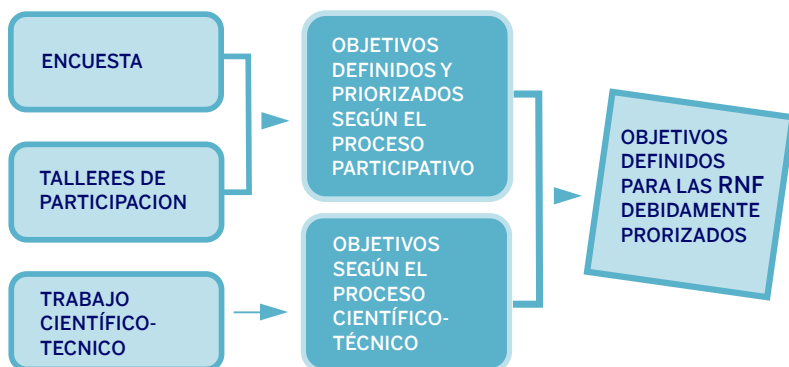 ENCUESTA
TALLERES DE
PARTICIPACION
TRABAJO
CIENTÍFICO-
TECNICO
OBJETIVOS
DEFINIDOS Y
PRIORIZADOS
SEGÚN EL
PROCESO
PARTICIPATIVO
OBJETIVOS
SEGÚN EL
PROCESO
CIENTÍFICO-
TÉCNICO
OBJETIVOS
DEFINIDOS
PARA LAS RNF
DEBIDAMENTE
PRORIZADOS